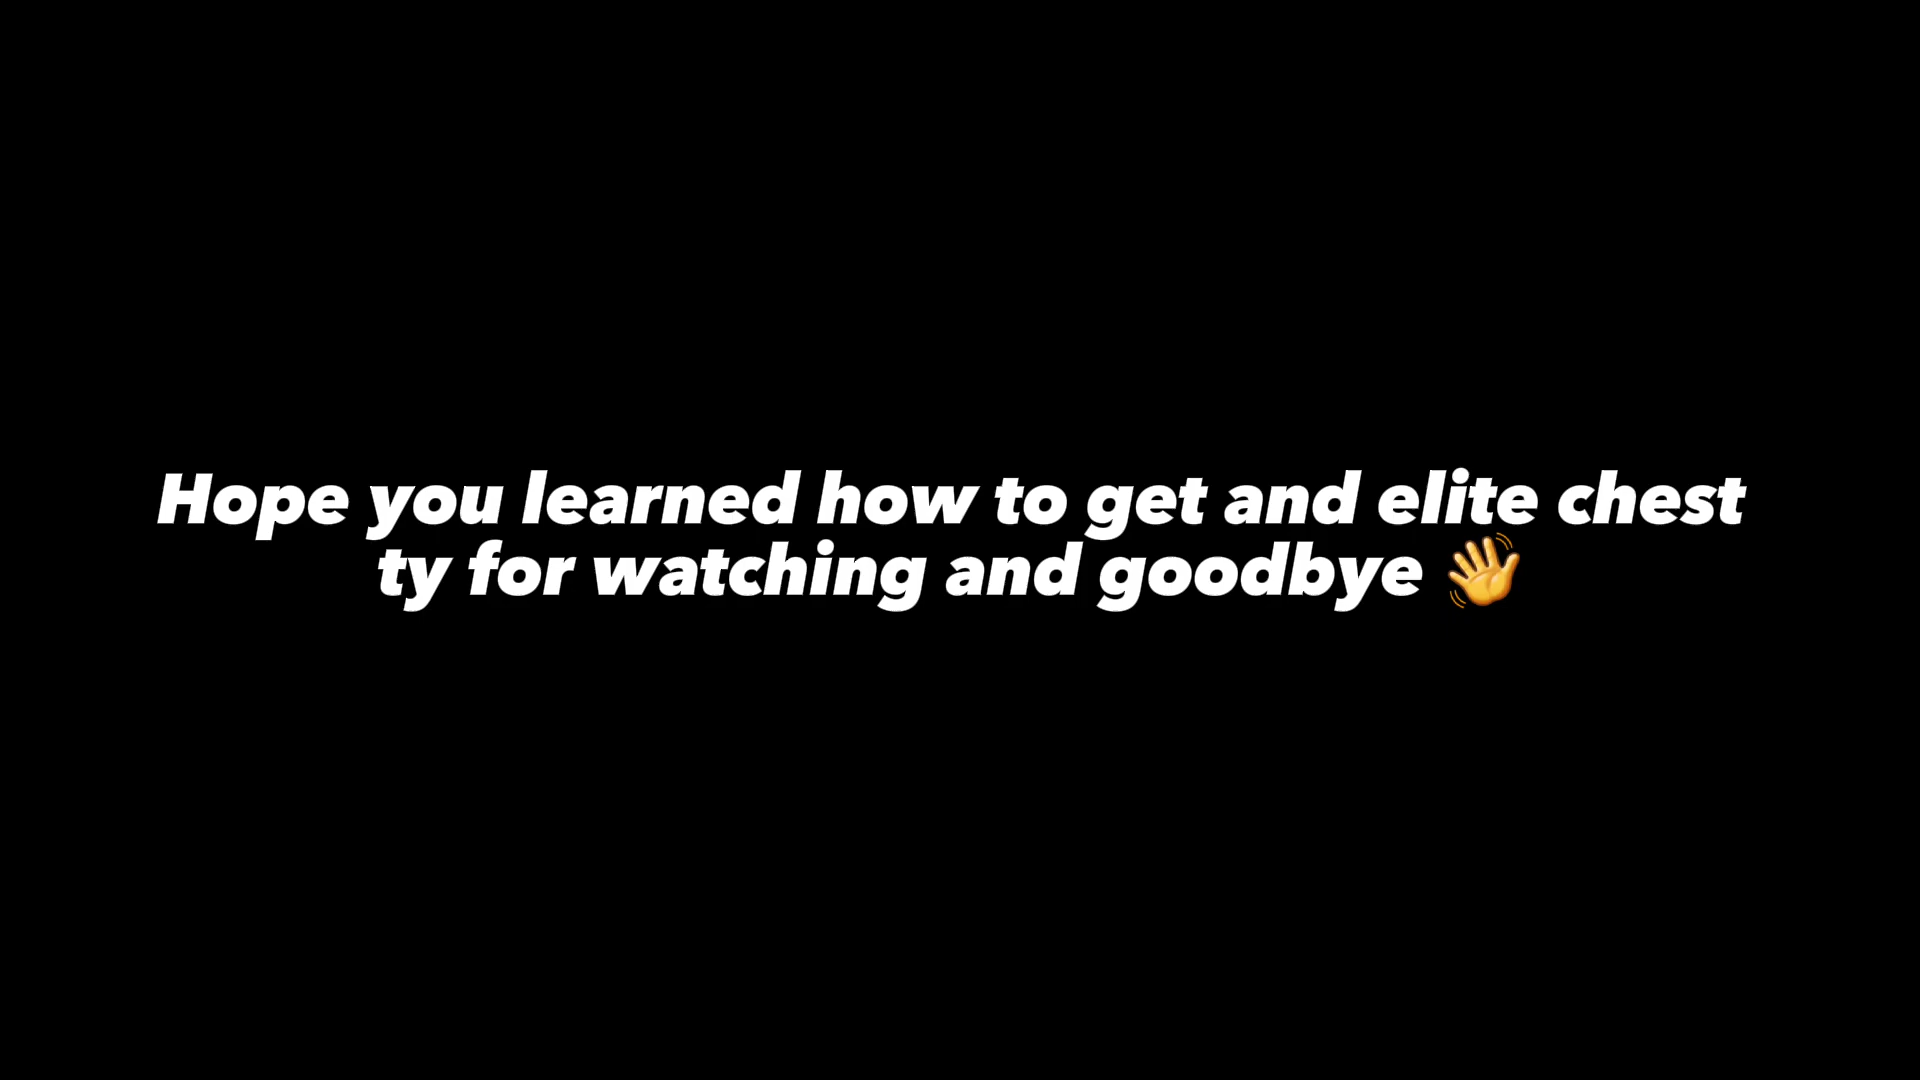 Hope you learned how to get and elite chest
ty for watching and goodbye 👋